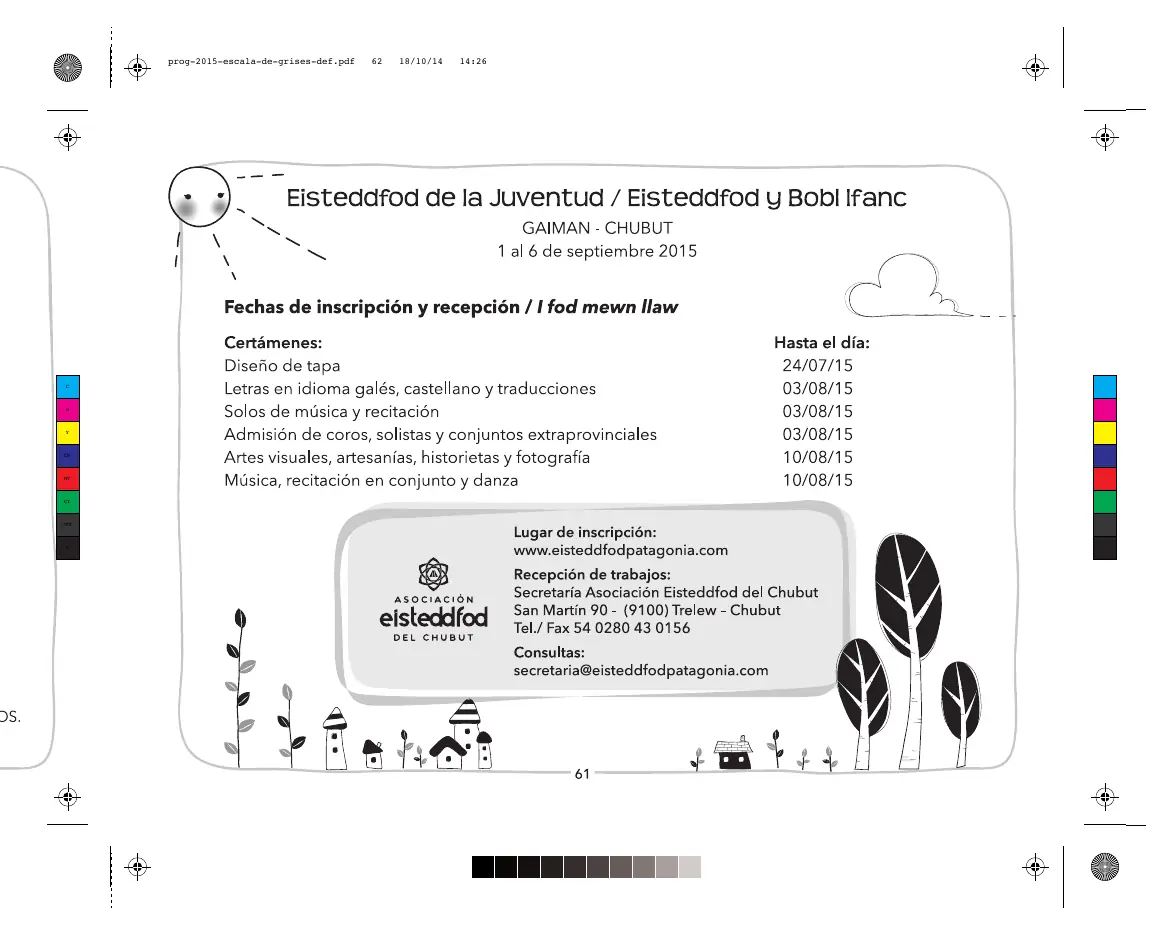 prog-2015-escala-de-grises-def.pdf 62 18/10/14 14:26
Eisteddfod de la Juventud / Eisteddfod y Bobl Ifanc
GAIMAN - CHUBUT
1 al 6 de septiembre 2015
Fechas de inscripción y recepción / I fod mewn llaw
Certámenes: Hasta el día:
Diseño de tapa 24/07/15
Letras en idioma galés, castellano y traducciones 03/08/15
Solos de música y recitación 03/08/15
Admisión de coros, solistas y conjuntos extraprovinciales 03/08/15
Artes visuales, artesanías, historietas y fotografía 10/08/15
Música, recitación en conjunto y danza 10/08/15
ASOCIACIÓN
eisteddfod
DEL CHUBUT
Lugar de inscripción:
www.eisteddfodpatagonia.com
Recepción de trabajos:
Secretaría Asociación Eisteddfod del Chubut
San Martín 90 - (9100) Trelew – Chubut
Tel./ Fax 54 0280 43 0156
Consultas:
secretaria@eisteddfodpatagonia.com
OS.
61